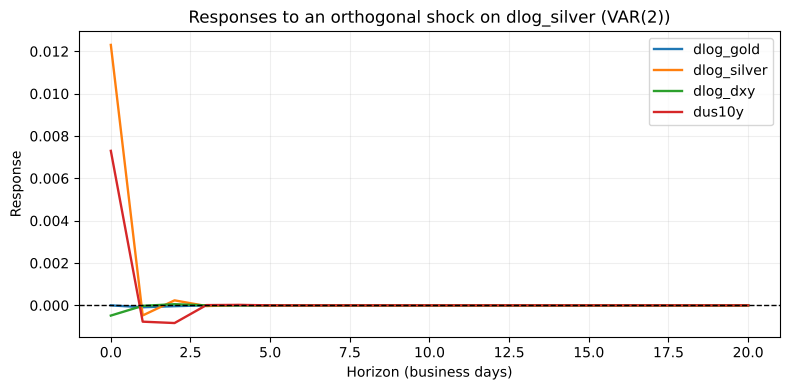 Responses to an orthogonal shock on dlog_silver (VAR(2))
dlog_gold
dlog_silver
dlog_dxy
dus10y
Response
0.012
0.010
0.008
0.006
0.004
0.002
0.000
0.0 2.5 5.0 7.5 10.0 12.5 15.0 17.5 20.0
Horizon (business days)